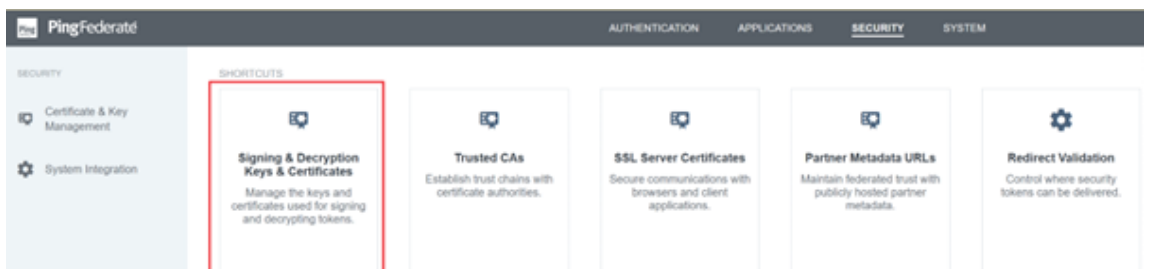 Ping PingFederate AUTHENTICATION APPLICATIONS SECURITY SYSTEM
SECURITY
Certificate & Key
Management
System Integration
SHORTCUTS
Signing & Decryption
Keys & Certificates
Manage the keys and
certificates used for signing
and decrypting tokens.
Trusted CAs
Establish trust chains with
certificate authorities.
SSL Server Certificates
Secure communications with
browsers and client
applications.
Partner Metadata URLs
Maintain federated trust with
publicly hosted partner
metadata.
Redirect Validation
Control where security
tokens can be delivered.